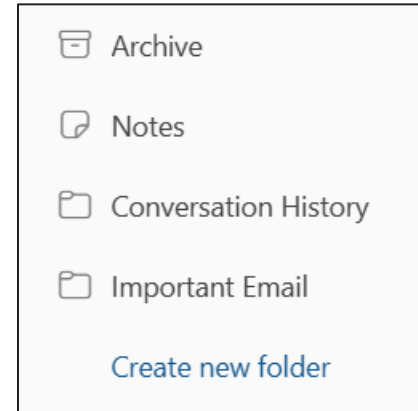 Archive
Notes
Conversation History
Important Email
Create new folder